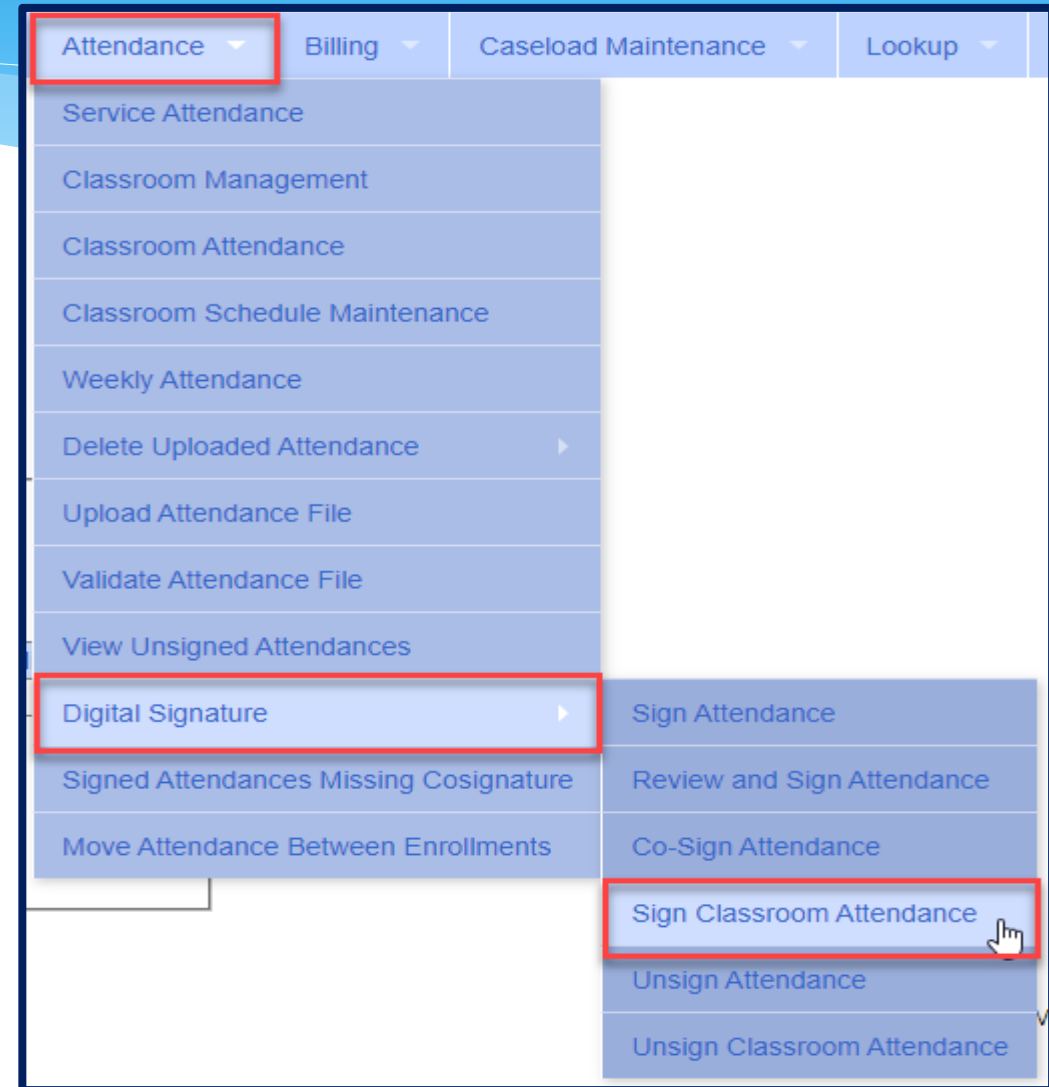 Attendance Billing Caseload Maintenance Lookup
Service Attendance
Classroom Management
Classroom Attendance
Classroom Schedule Maintenance
Weekly Attendance
Delete Uploaded Attendance
Upload Attendance File
Validate Attendance File
View Unsigned Attendances
Digital Signature
Signed Attendances Missing Cosignature
Move Attendance Between Enrollments
Sign Attendance
Review and Sign Attendance
Co-Sign Attendance
Sign Classroom Attendance
Unsign Attendance
Unsign Classroom Attendance